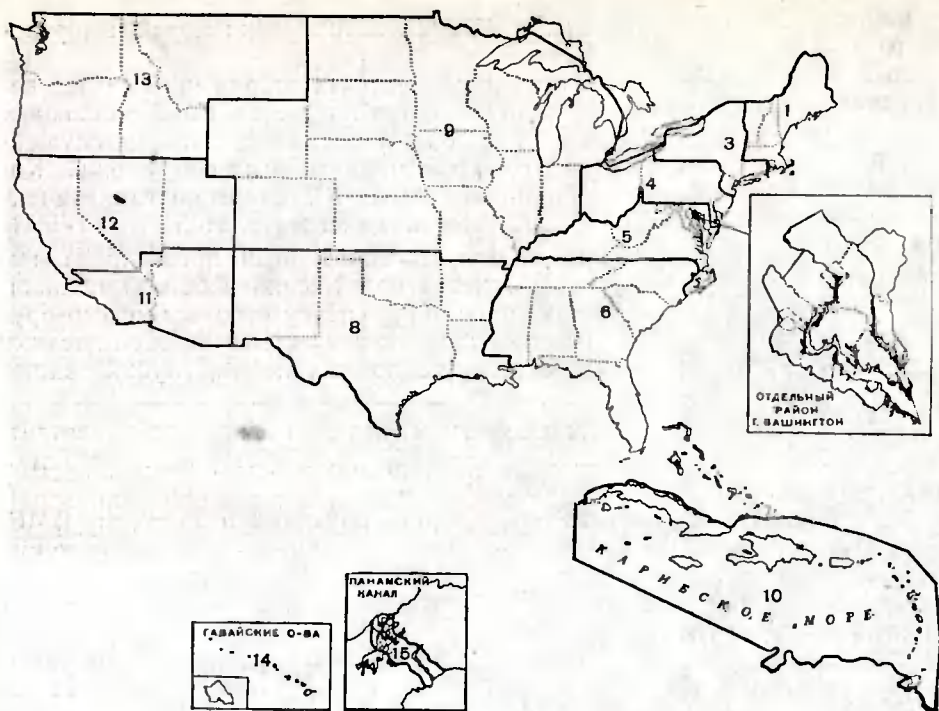 13
1
9
3
4
12
5
11
8
6
ОТДЕЛЬНЫЙ
РАЙОН
Г. ВАШИНГТОН
КАРИБСКОЕ МОРЕ
10
ПАНАМСКИЙ
КАНАЛ
15
ГАВАЙСКИЕ О-ВА
14